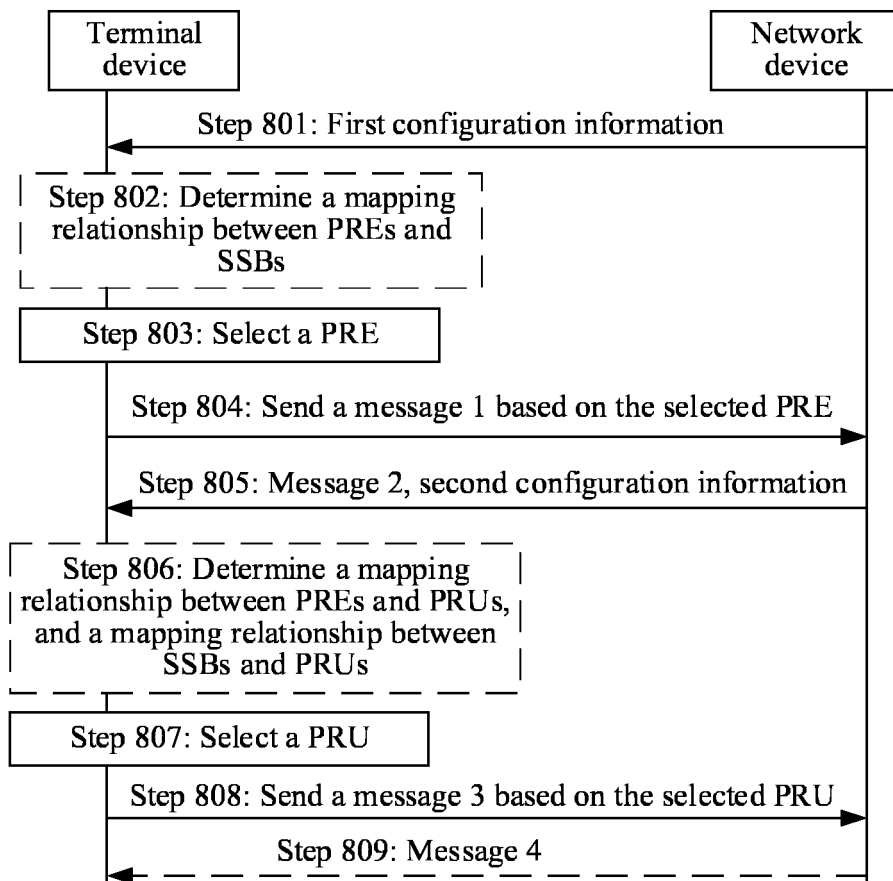 Terminal
device
Network
device
Step 801: First configuration information
Step 802: Determine a mapping
relationship between PREs and
SSBs
Step 803: Select a PRE
Step 804: Send a message 1 based on the selected PRE
Step 805: Message 2, second configuration information
Step 806: Determine a mapping
relationship between PREs and PRUs,
and a mapping relationship between
SSBs and PRUs
Step 807: Select a PRU
Step 808: Send a message 3 based on the selected PRU
Step 809: Message 4